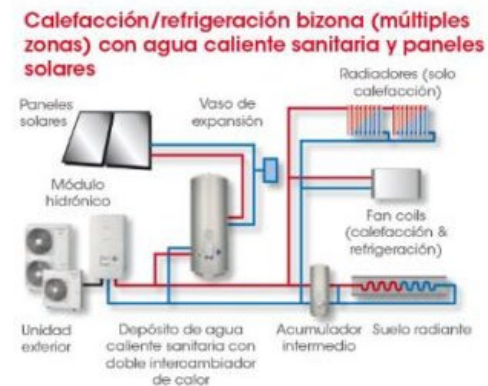 Calefacción/refrigeración bizona (múltiples
zonas) con agua caliente sanitaria y paneles
solares
Radiadores (solo
calefacción)
Paneles
solares
Vaso de
expansión
Módulo
hidrónico
Fan coils
(calefacción &
refrigeración)
Unidad
exterior
Depósito de agua
caliente sanitaria con
doble intercambiador
de calor
Acumulador
intermedio
Suelo radiante